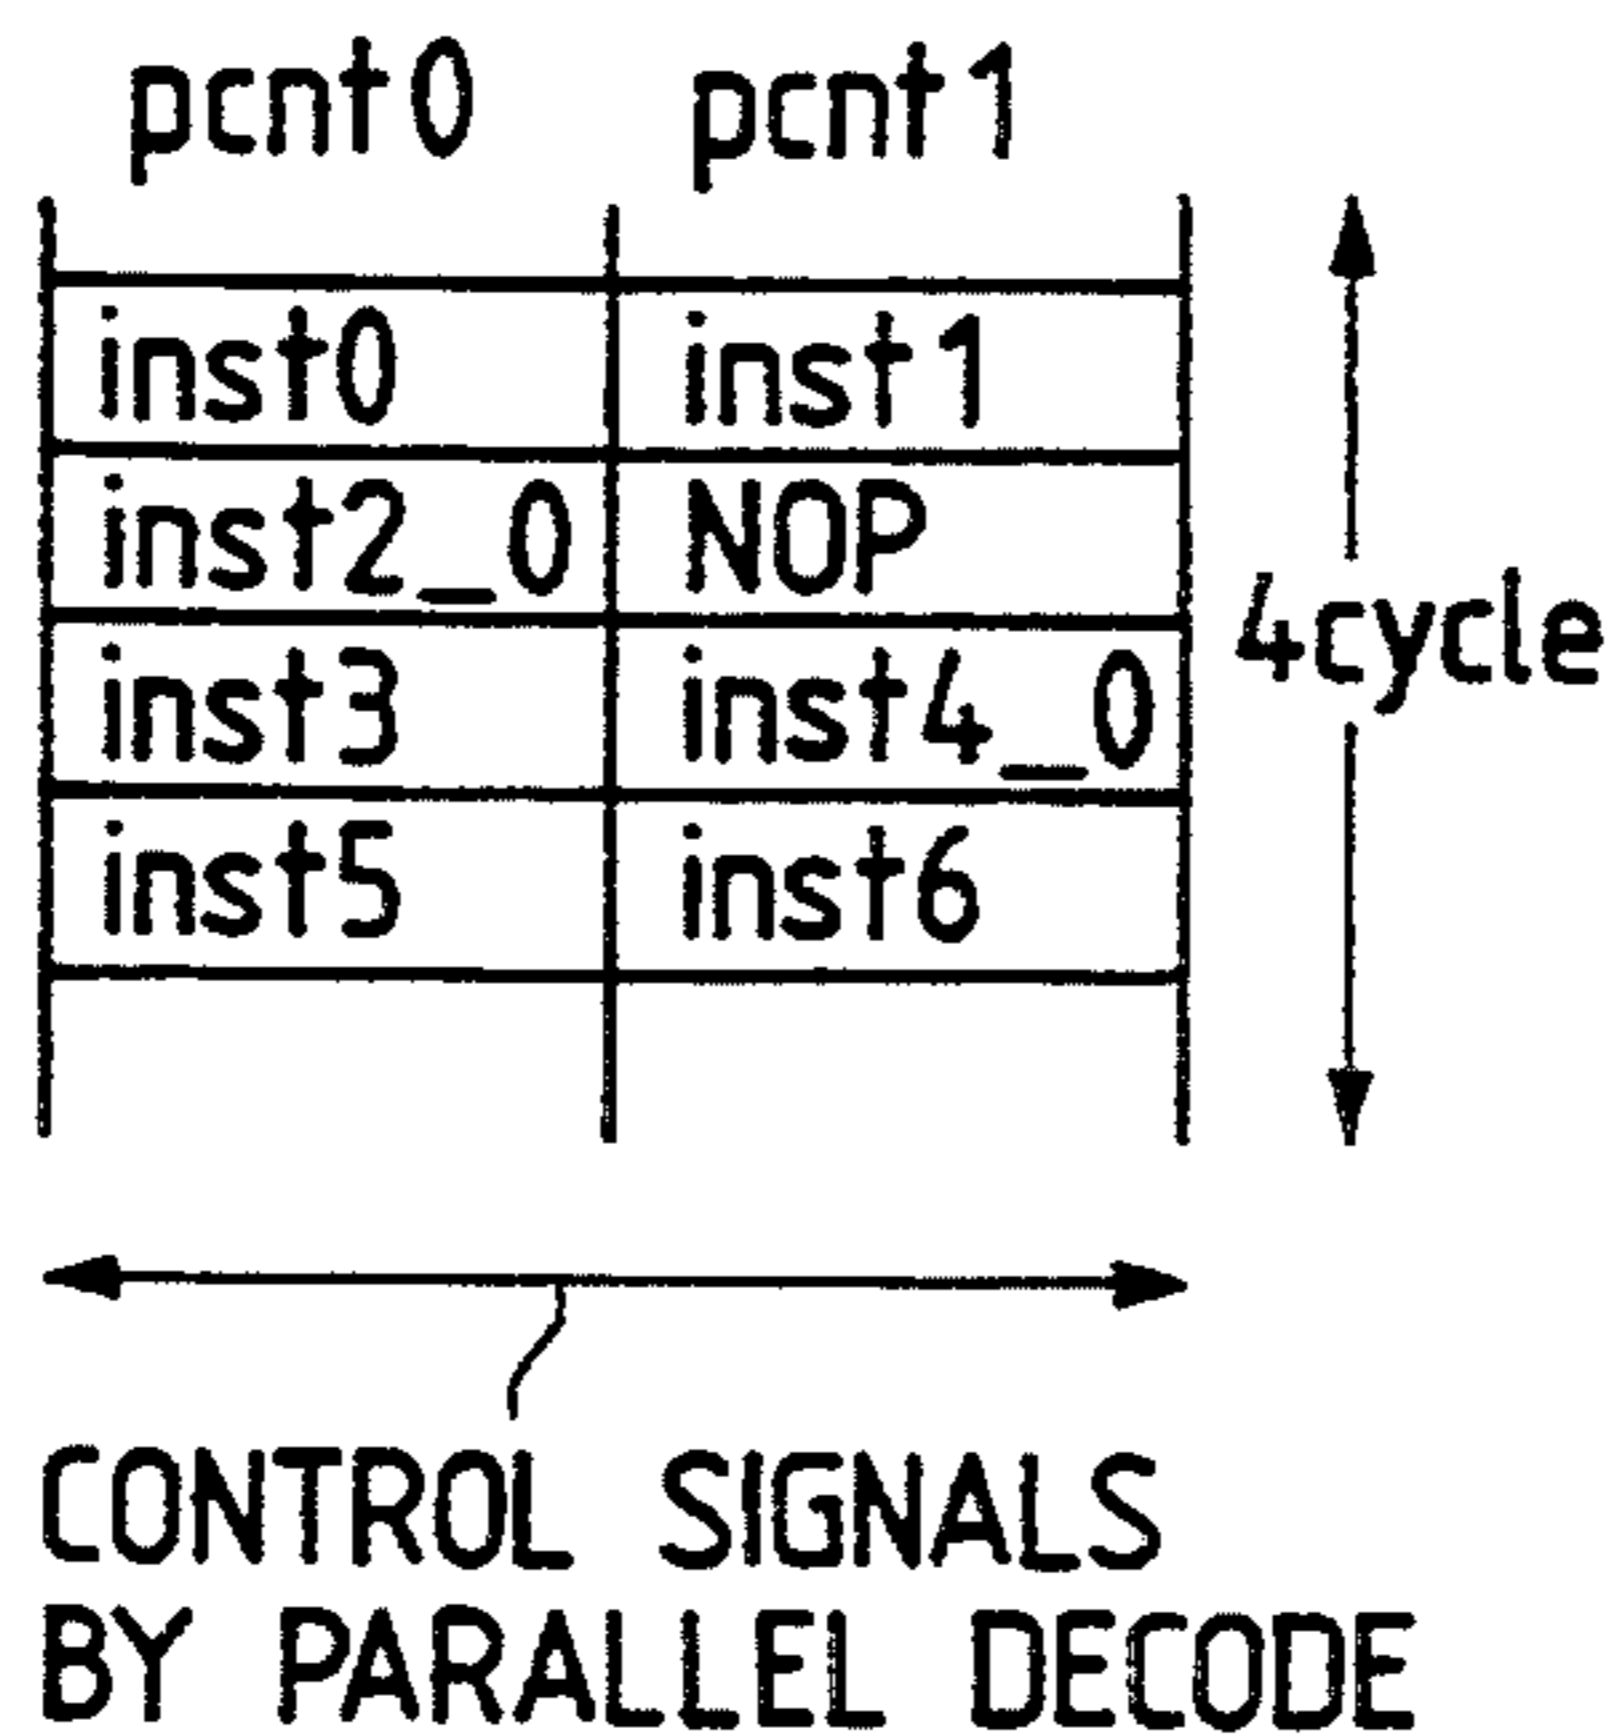 pcnt0 pcnt1
inst0 inst1
inst2_0 NOP
inst3 inst4_0
inst5 inst6
4cycle
CONTROL SIGNALS
BY PARALLEL DECODE